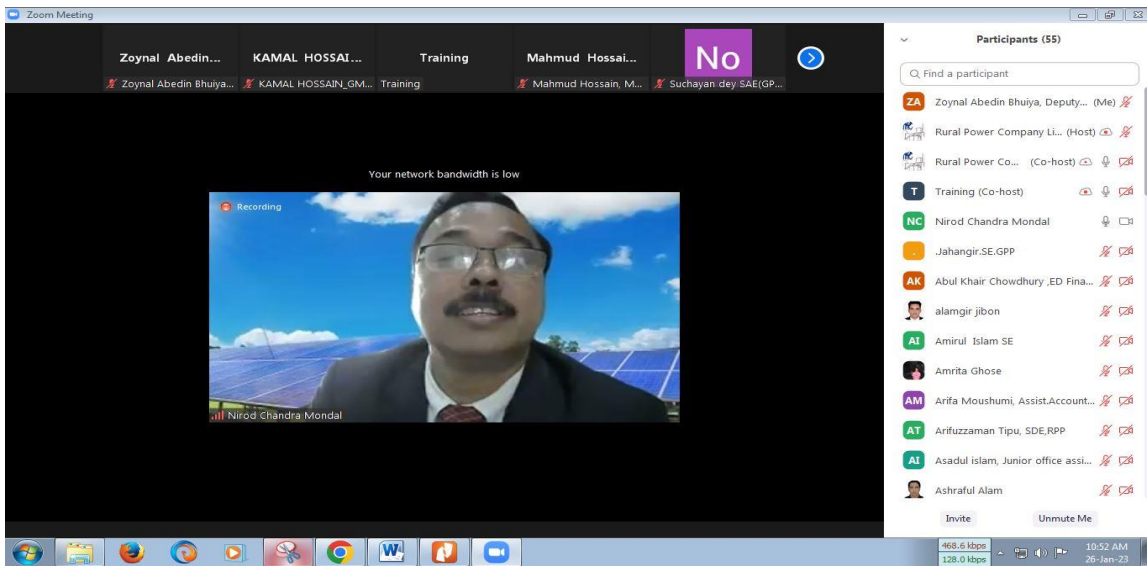 Zoom Meeting
Zoynal Abedin...
KAMAL HOSSAI...
Training
Mahmud Hossai...
No
Zoynal Abedin Bhuiya...
KAMAL HOSSAIN_GM...
Training
Mahmud Hossain, M...
Suchayan dey SAE(GP...
Your network bandwidth is low
Recording
Nirod Chandra Mondal
Participants (55)
Find a participant
ZA Zoynal Abedin Bhuiya, Deputy... (Me)
Rural Power Company Li... (Host)
Rural Power Co... (Co-host)
T Training (Co-host)
NC Nirod Chandra Mondal
. .Jahangir.SE.GPP
AK Abul Khair Chowdhury ,ED Fina...
alamgir jibon
AI Amirul Islam SE
Amrita Ghose
AM Arifa Moushumi, Assist.Account...
AT Arifuzzaman Tipu, SDE,RPP
AI Asadul islam, Junior office assi...
Ashraful Alam
Invite Unmute Me
468.6 kbps
128.0 kbps
10:52 AM
26-Jan-23